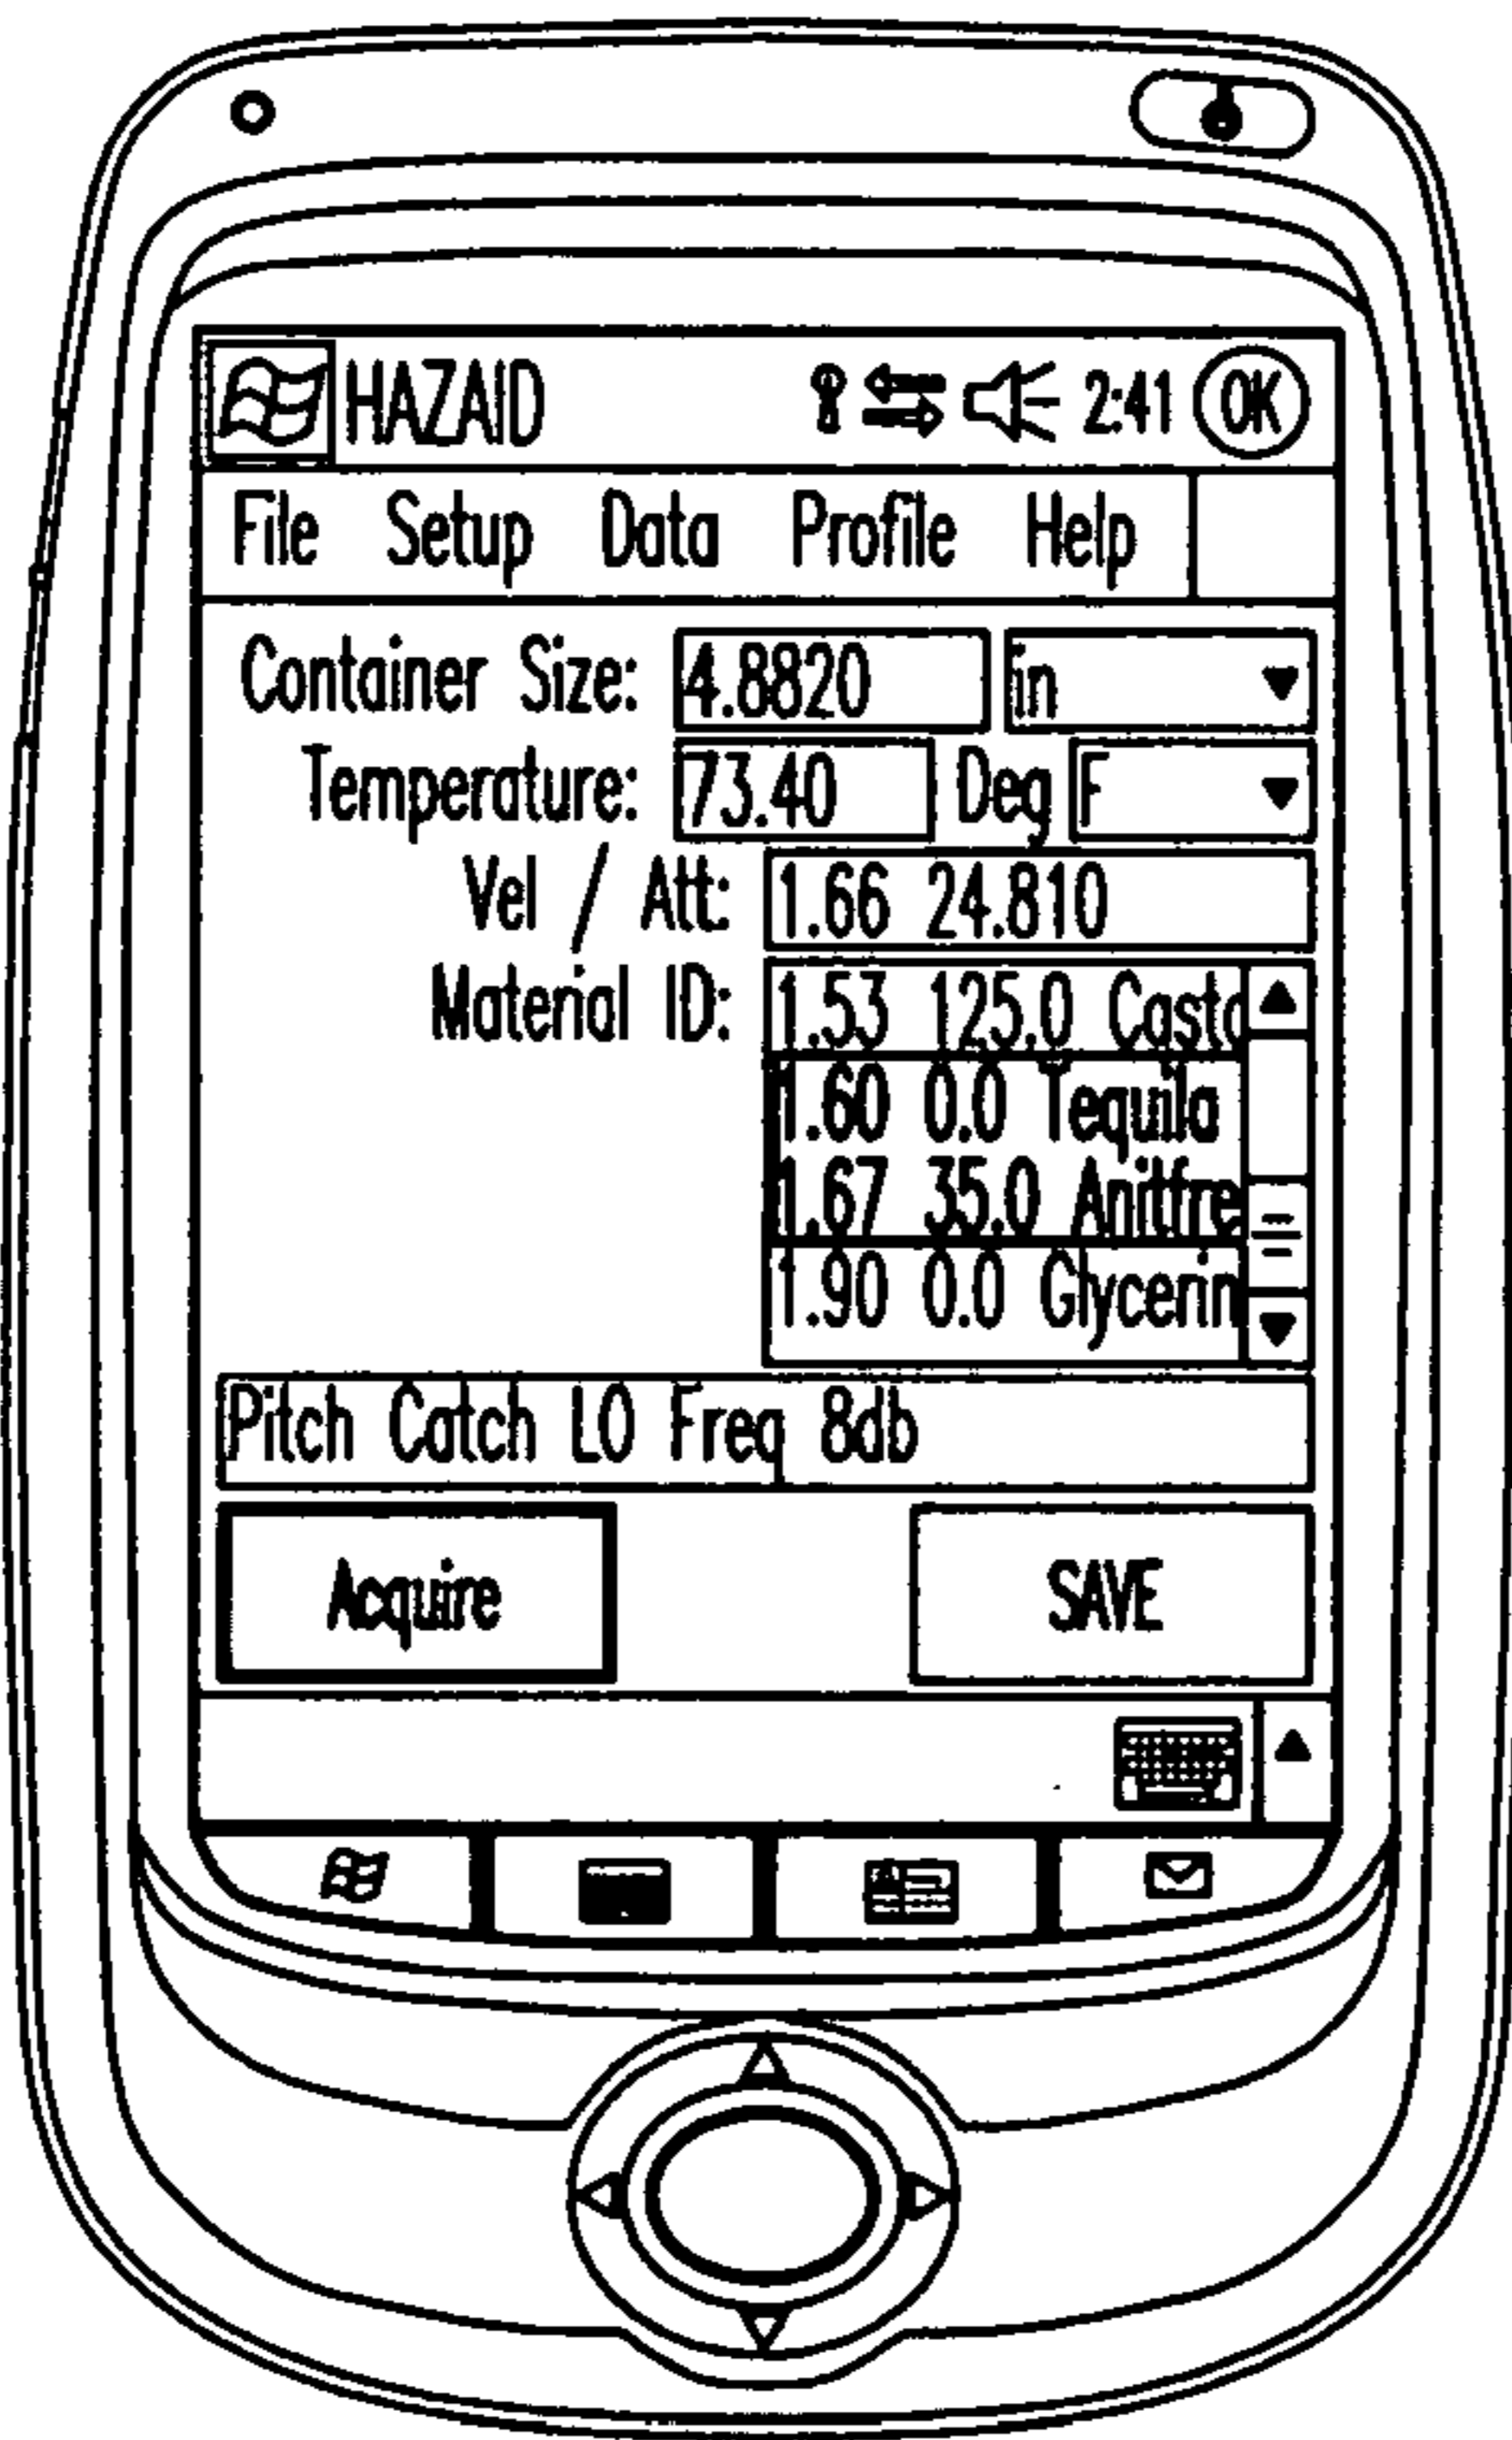 HAZAID 2:41 OK
File Setup Data Profile Help
Container Size: 4.8820 in
Temperature: 73.40 Deg F
Vel / Att: 1.66 24.810
Material ID: 1.53 125.0 Casto
1.60 0.0 Tequila
1.67 35.0 Anitfre
1.90 0.0 Glycerin
Pitch Catch LO Freq 8db
Acquire SAVE